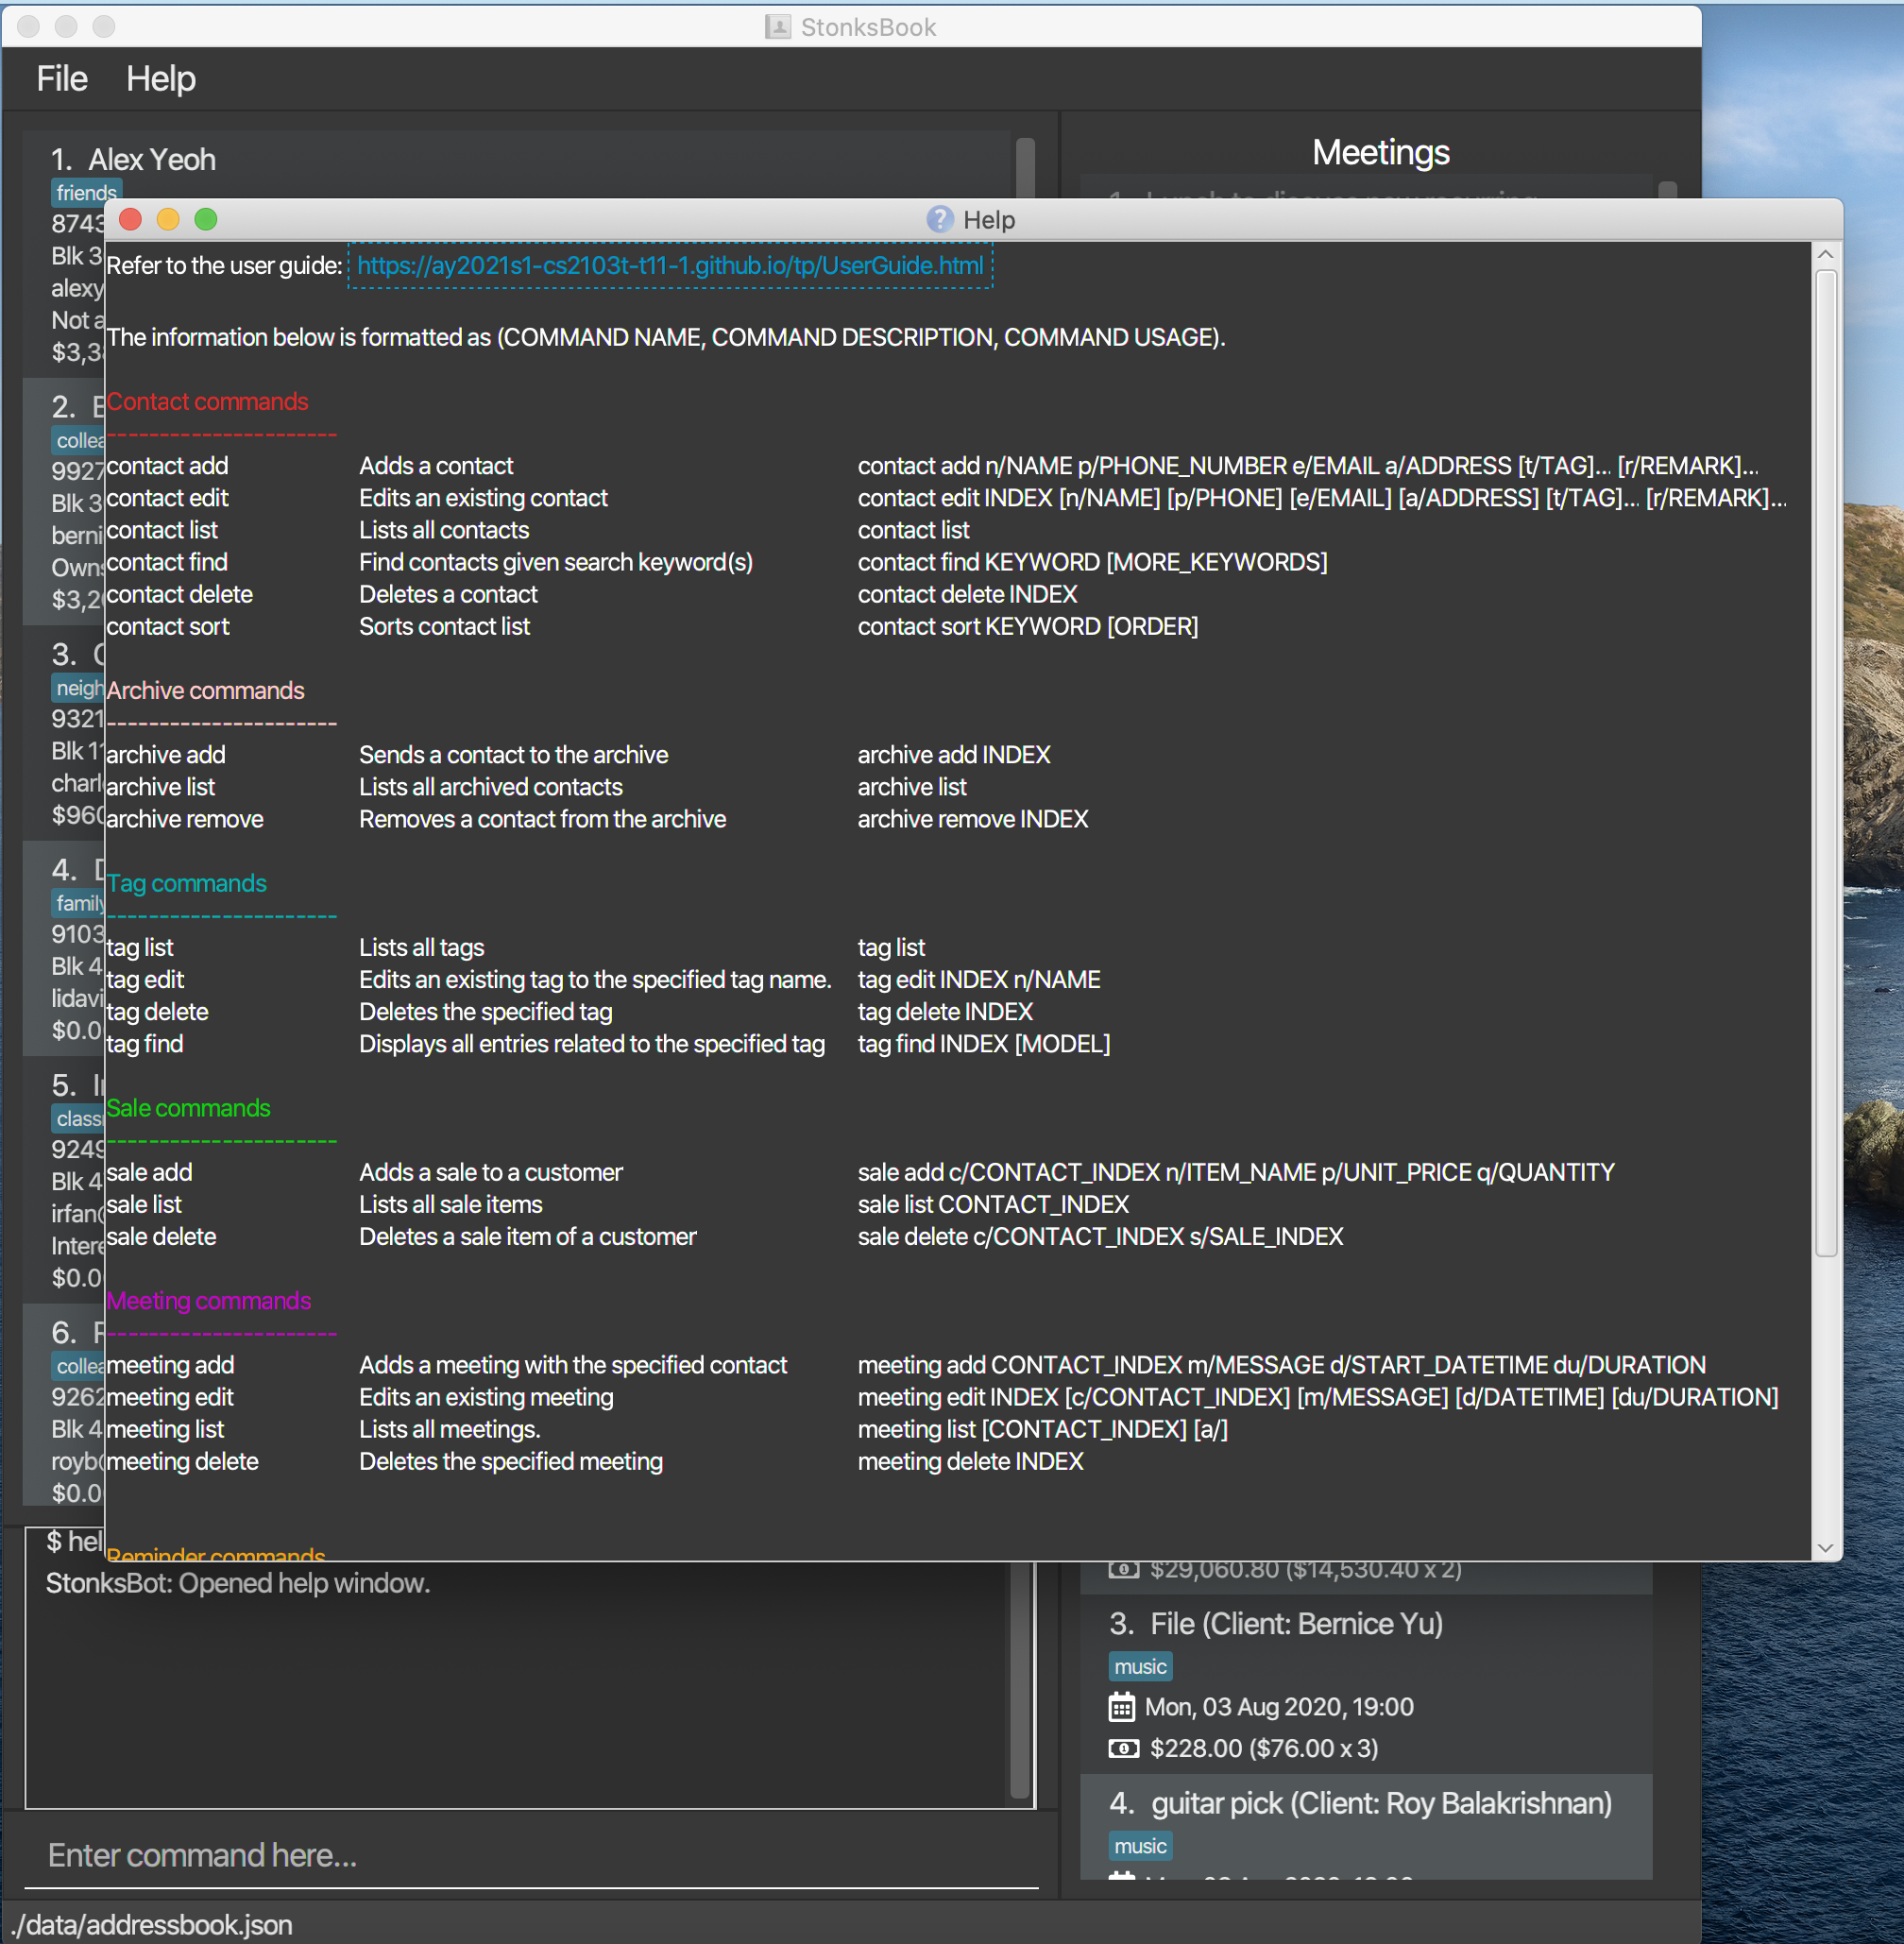 StonksBook
File Help
1. Alex Yeoh
friends
8743
Blk 3
alexy
Not a
$3,3
2.
collea
9927
Blk 3
berni
Owns
$3,20
3.
neigh
9321
Blk 11
charl
$960
4.
family
9103
Blk 4
lidavi
$0.0
5.
class
9249
Blk 4
irfan
Intere
$0.0
6.
collea
9262
Blk 4
royb
$0.0
Meetings
Help
Refer to the user guide: https://ay2021s1-cs2103t-t11-1.github.io/tp/UserGuide.html
The information below is formatted as (COMMAND NAME, COMMAND DESCRIPTION, COMMAND USAGE).
Contact commands
----------------------
contact add Adds a contact contact add n/NAME p/PHONE_NUMBER e/EMAIL a/ADDRESS [t/TAG]... [r/REMARK]...
contact edit Edits an existing contact contact edit INDEX [n/NAME] [p/PHONE] [e/EMAIL] [a/ADDRESS] [t/TAG]... [r/REMARK]...
contact list Lists all contacts contact list
contact find Find contacts given search keyword(s) contact find KEYWORD [MORE_KEYWORDS]
contact delete Deletes a contact contact delete INDEX
contact sort Sorts contact list contact sort KEYWORD [ORDER]
Archive commands
----------------------
archive add Sends a contact to the archive archive add INDEX
archive list Lists all archived contacts archive list
archive remove Removes a contact from the archive archive remove INDEX
Tag commands
----------------------
tag list Lists all tags tag list
tag edit Edits an existing tag to the specified tag name. tag edit INDEX n/NAME
tag delete Deletes the specified tag tag delete INDEX
tag find Displays all entries related to the specified tag tag find INDEX [MODEL]
Sale commands
----------------------
sale add Adds a sale to a customer sale add c/CONTACT_INDEX n/ITEM_NAME p/UNIT_PRICE q/QUANTITY
sale list Lists all sale items sale list CONTACT_INDEX
sale delete Deletes a sale item of a customer sale delete c/CONTACT_INDEX s/SALE_INDEX
Meeting commands
----------------------
meeting add Adds a meeting with the specified contact meeting add CONTACT_INDEX m/MESSAGE d/START_DATETIME du/DURATION
meeting edit Edits an existing meeting meeting edit INDEX [c/CONTACT_INDEX] [m/MESSAGE] [d/DATETIME] [du/DURATION]
meeting list Lists all meetings. meeting list [CONTACT_INDEX] [a/]
meeting delete Deletes the specified meeting meeting delete INDEX
Reminder commands
$ hel
StonksBot: Opened help window.
$29,060.80 ($14,530.40 x 2)
3. File (Client: Bernice Yu)
music
Mon, 03 Aug 2020, 19:00
$228.00 ($76.00 x 3)
4. guitar pick (Client: Roy Balakrishnan)
music
Enter command here...
./data/addressbook.json